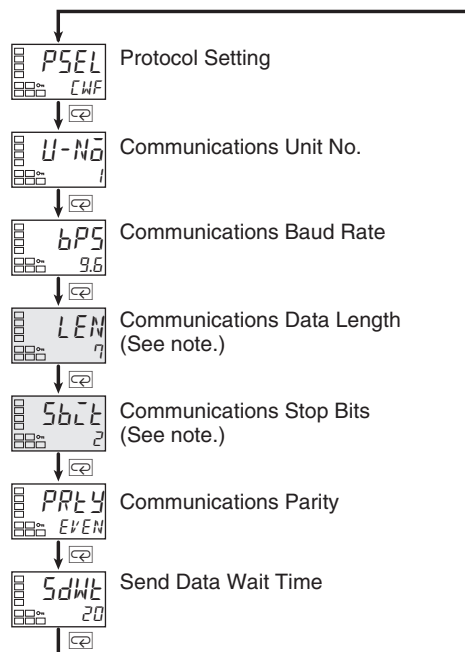 PSEL
CWF
Protocol Setting
U-No
1
Communications Unit No.
bPS
9.6
Communications Baud Rate
LEN
7
Communications Data Length
(See note.)
Sbit
2
Communications Stop Bits
(See note.)
PRtY
EVEN
Communications Parity
SdWt
20
Send Data Wait Time